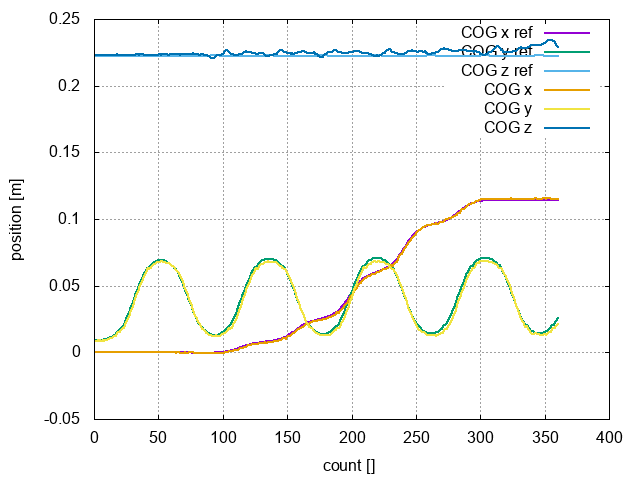 0.25
COG x ref
COG y ref
COG z ref
COG x
COG y
COG z
0.2
0.15
0.1
0.05
0
-0.05
position [m]
0 50 100 150 200 250 300 350 400
count []